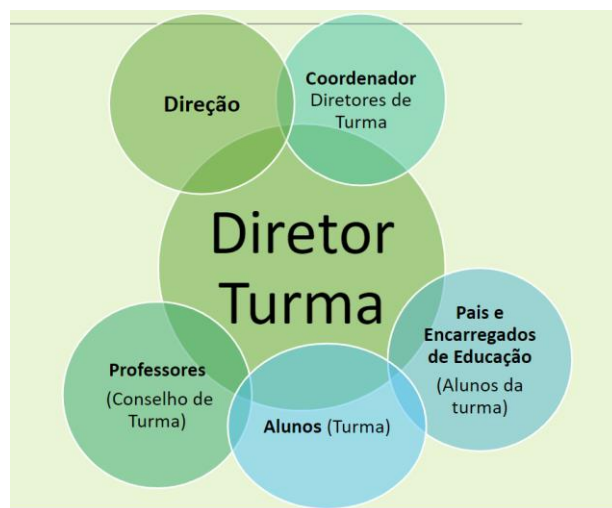 Direção
Coordenador
Diretores de
Turma
Diretor
Turma
Professores
(Conselho de
Turma)
Alunos (Turma)
Pais e
Encarregados
de Educação
(Alunos da
turma)